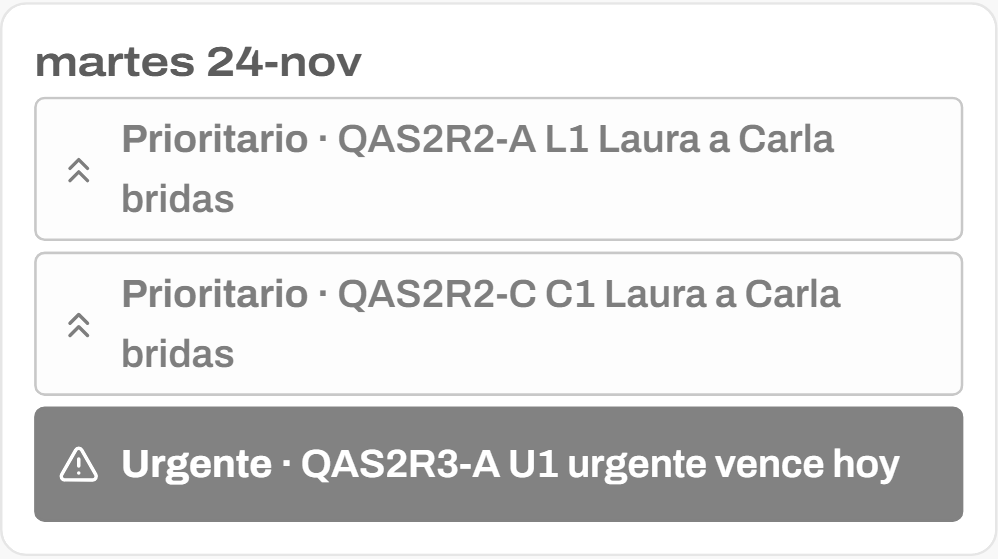 martes 24-nov
Prioritario · QAS2R2-A L1 Laura a Carla
bridas
Prioritario · QAS2R2-C C1 Laura a Carla
bridas
Urgente · QAS2R3-A U1 urgente vence hoy